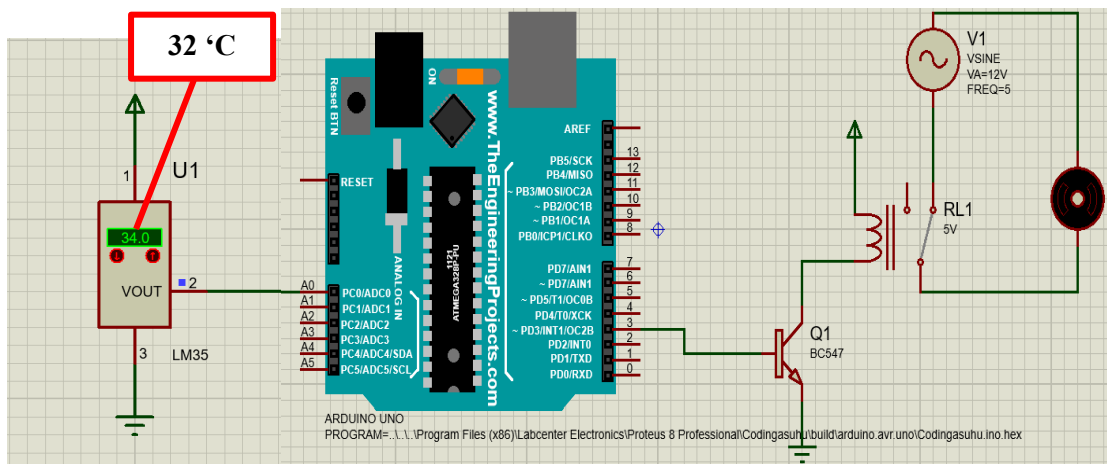 32 ‘C
1
U1
34.0
VOUT
2
3
LM35
Reset BTN
ON
www.TheEngineeringProjects.com
RESET
ANALOG IN
1121
ATMEGA328P-PU
A0
A1
A2
A3
A4
A5
PC0/ADC0
PC1/ADC1
PC2/ADC2
PC3/ADC3
PC4/ADC4/SDA
PC5/ADC5/SCL
AREF
PB5/SCK 13
PB4/MISO 12
~ PB3/MOSI/OC2A 11
~ PB2/OC1B 10
~ PB1/OC1A 9
PB0/ICP1/CLKO 8
PD7/AIN1 7
~ PD7/AIN1 6
~ PD5/T1/OC0B 5
PD4/T0/XCK 4
~ PD3/INT1/OC2B 3
PD2/INT0 2
PD1/TXD 1
PD0/RXD 0
ARDUINO UNO
PROGRAM=..\..\..\Program Files (x86)\Labcenter Electronics\Proteus 8 Professional\Codingasuhu\build\arduino.avr.uno\Codingasuhu.ino.hex
V1
VSINE
VA=12V
FREQ=5
RL1
5V
Q1
BC547